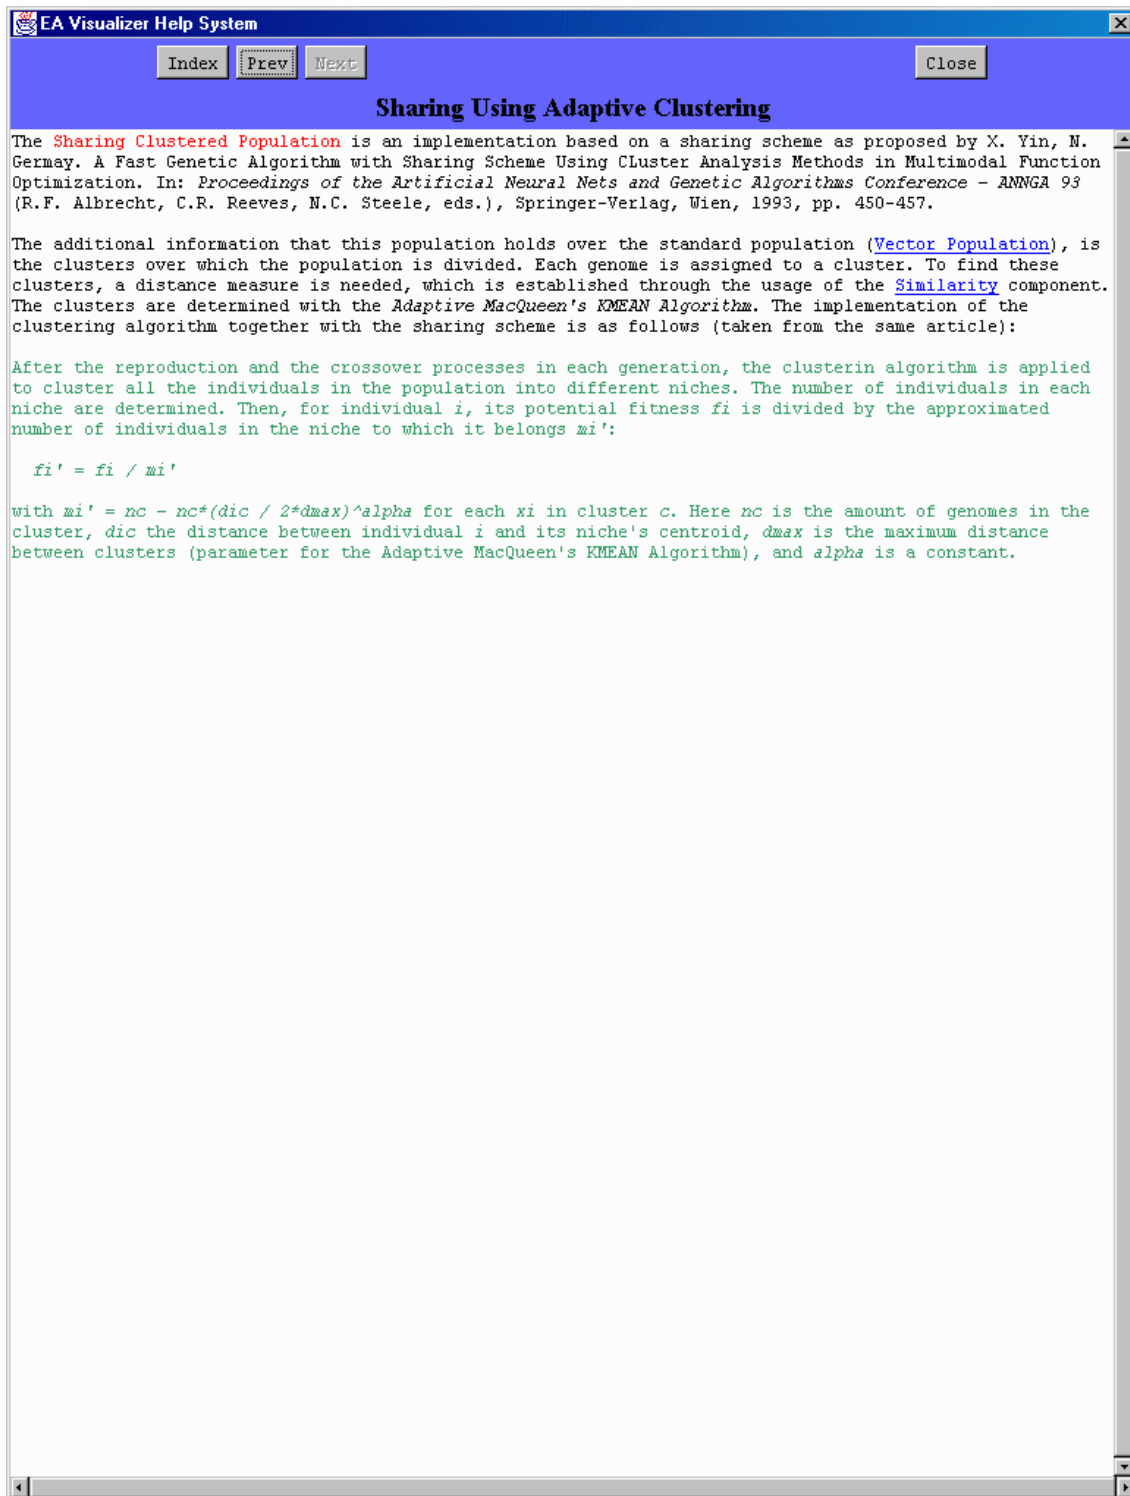 EA Visualizer Help System
Index Prev Next Close
Sharing Using Adaptive Clustering
The Sharing Clustered Population is an implementation based on a sharing scheme as proposed by X. Yin, N.
Germay. A Fast Genetic Algorithm with Sharing Scheme Using CLuster Analysis Methods in Multimodal Function
Optimization. In: Proceedings of the Artificial Neural Nets and Genetic Algorithms Conference - ANNGA 93
(R.F. Albrecht, C.R. Reeves, N.C. Steele, eds.), Springer-Verlag, Wien, 1993, pp. 450-457.
The additional information that this population holds over the standard population (Vector Population), is
the clusters over which the population is divided. Each genome is assigned to a cluster. To find these
clusters, a distance measure is needed, which is established through the usage of the Similarity component.
The clusters are determined with the Adaptive MacQueen's KMEAN Algorithm. The implementation of the
clustering algorithm together with the sharing scheme is as follows (taken from the same article):
After the reproduction and the crossover processes in each generation, the clusterin algorithm is applied
to cluster all the individuals in the population into different niches. The number of individuals in each
niche are determined. Then, for individual i, its potential fitness fi is divided by the approximated
number of individuals in the niche to which it belongs mi':
fi' = fi / mi'
with mi' = nc - nc*(dic / 2*dmax)^alpha for each xi in cluster c. Here nc is the amount of genomes in the
cluster, dic the distance between individual i and its niche's centroid, dmax is the maximum distance
between clusters (parameter for the Adaptive MacQueen's KMEAN Algorithm), and alpha is a constant.